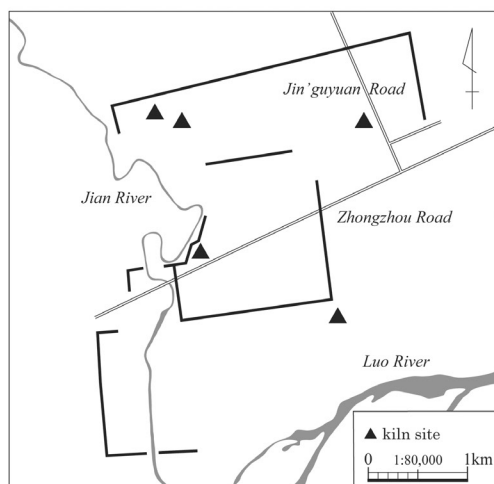 Jin'guyuan Road
Jian River
Zhongzhou Road
Luo River
▲ kiln site
0 1:80,000 1km